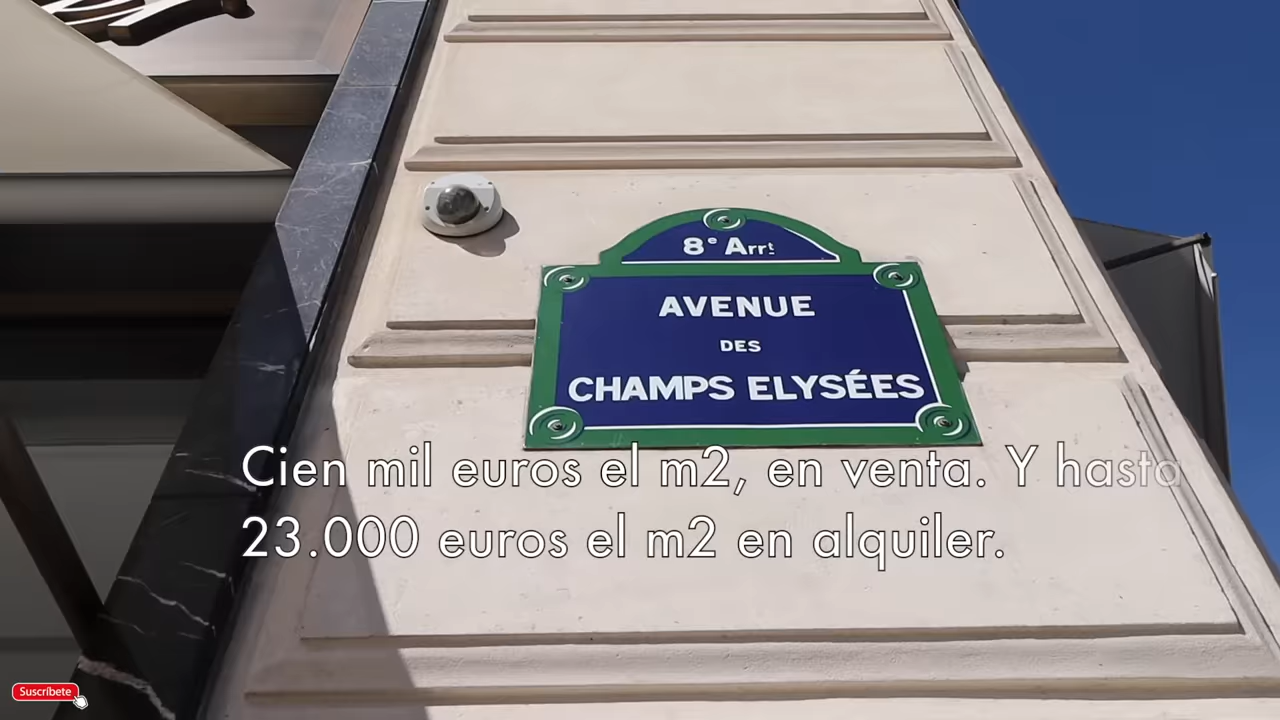 8e Arrt
AVENUE
DES
CHAMPS ELYSÉES
Cien mil euros el m2, en venta. Y hasta
23.000 euros el m2 en alquiler.
Suscríbete